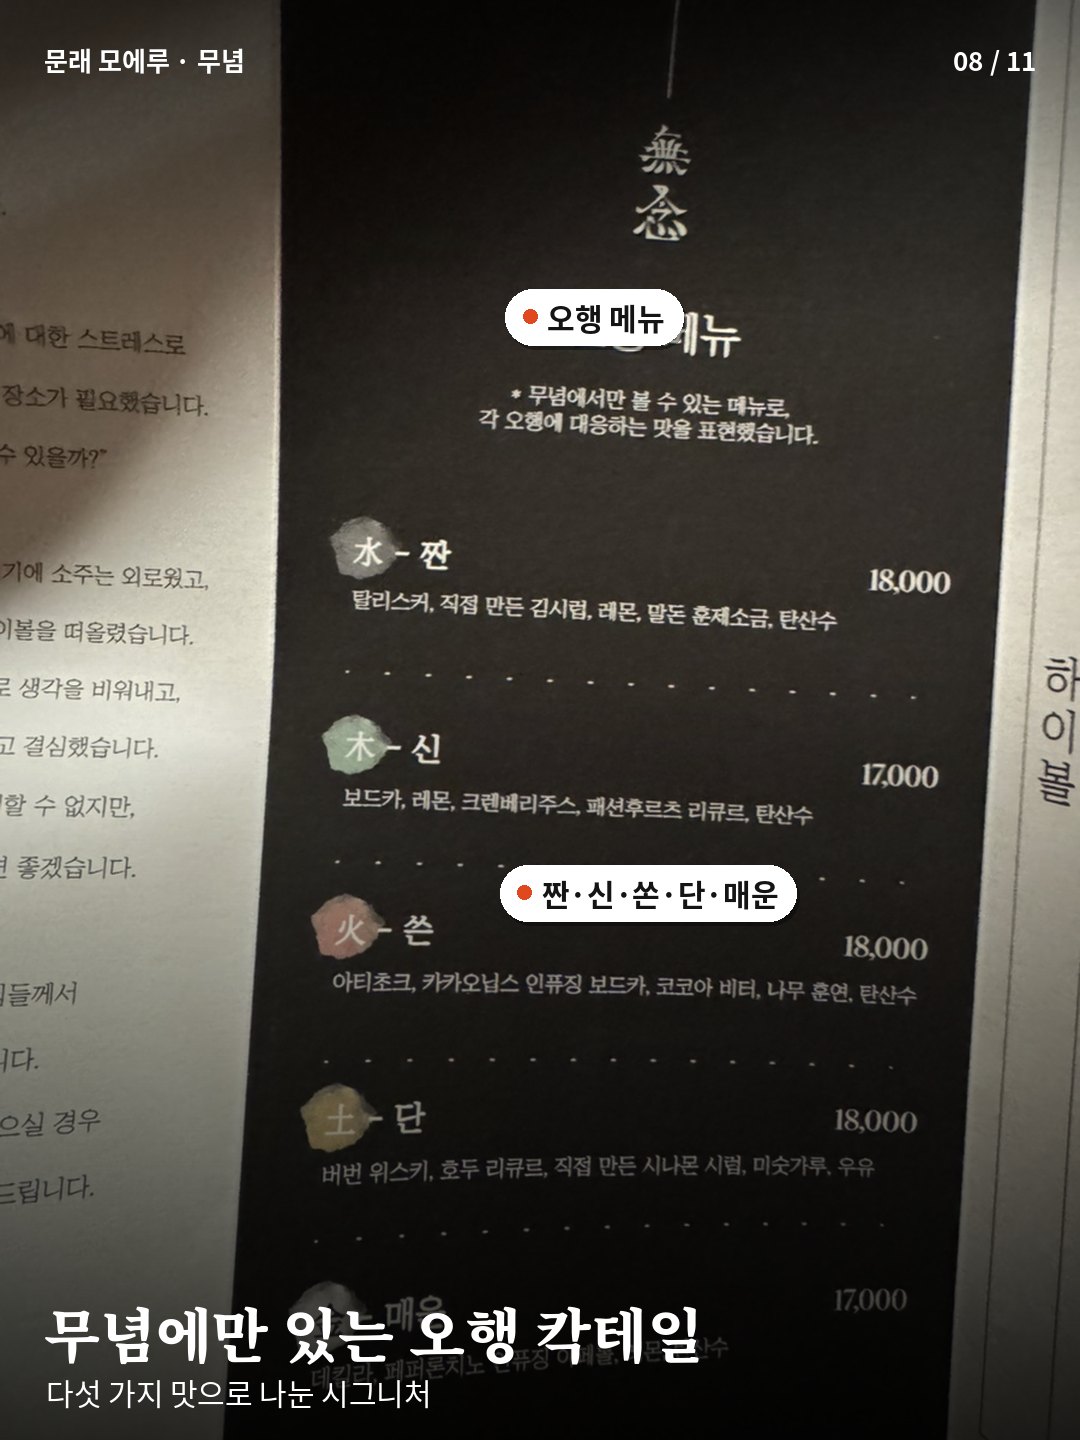 문래 모에루 · 무념
08 / 11
無
念
오행 메뉴
메뉴
* 무념에서만 볼 수 있는 메뉴로,
각 오행에 대응하는 맛을 표현했습니다.
水 - 짠
18,000
탈리스커, 직접 만든 김시럽, 레몬, 말돈 훈제소금, 탄산수
木 - 신
17,000
보드카, 레몬, 크렌베리주스, 패션후르츠 리큐르, 탄산수
짠·신·쓴·단·매운
火 - 쓴
18,000
아티초크, 카카오닙스 인퓨징 보드카, 코코아 비터, 나무 훈연, 탄산수
土 - 단
18,000
버번 위스키, 호두 리큐르, 직접 만든 시나몬 시럽, 미숫가루, 우유
매운
17,000
데킬라, 페퍼론치노
에 대한 스트레스로
장소가 필요했습니다.
수 있을까?"
기에 소주는 외로웠고,
이볼을 떠올렸습니다.
로 생각을 비워내고,
고 결심했습니다.
할 수 없지만,
좋겠습니다.
들께서
니다.
으실 경우
드립니다.
하이볼
무념에만 있는 오행 칵테일
다섯 가지 맛으로 나눈 시그니처